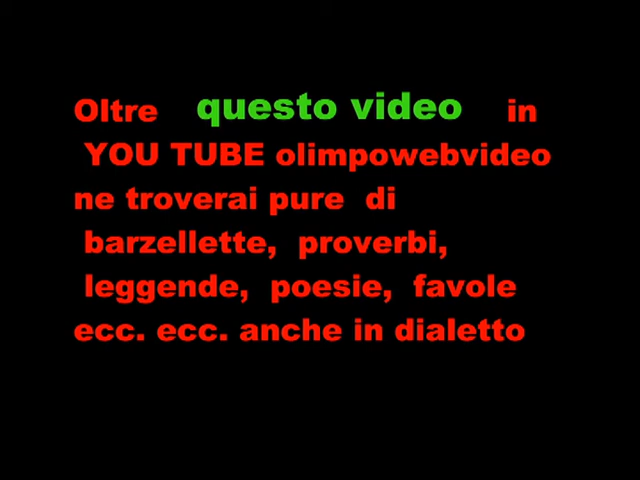 Oltre questo video in
YOU TUBE olimpowebvideo
ne troverai pure di
barzellette, proverbi,
leggende, poesie, favole
ecc. ecc. anche in dialetto